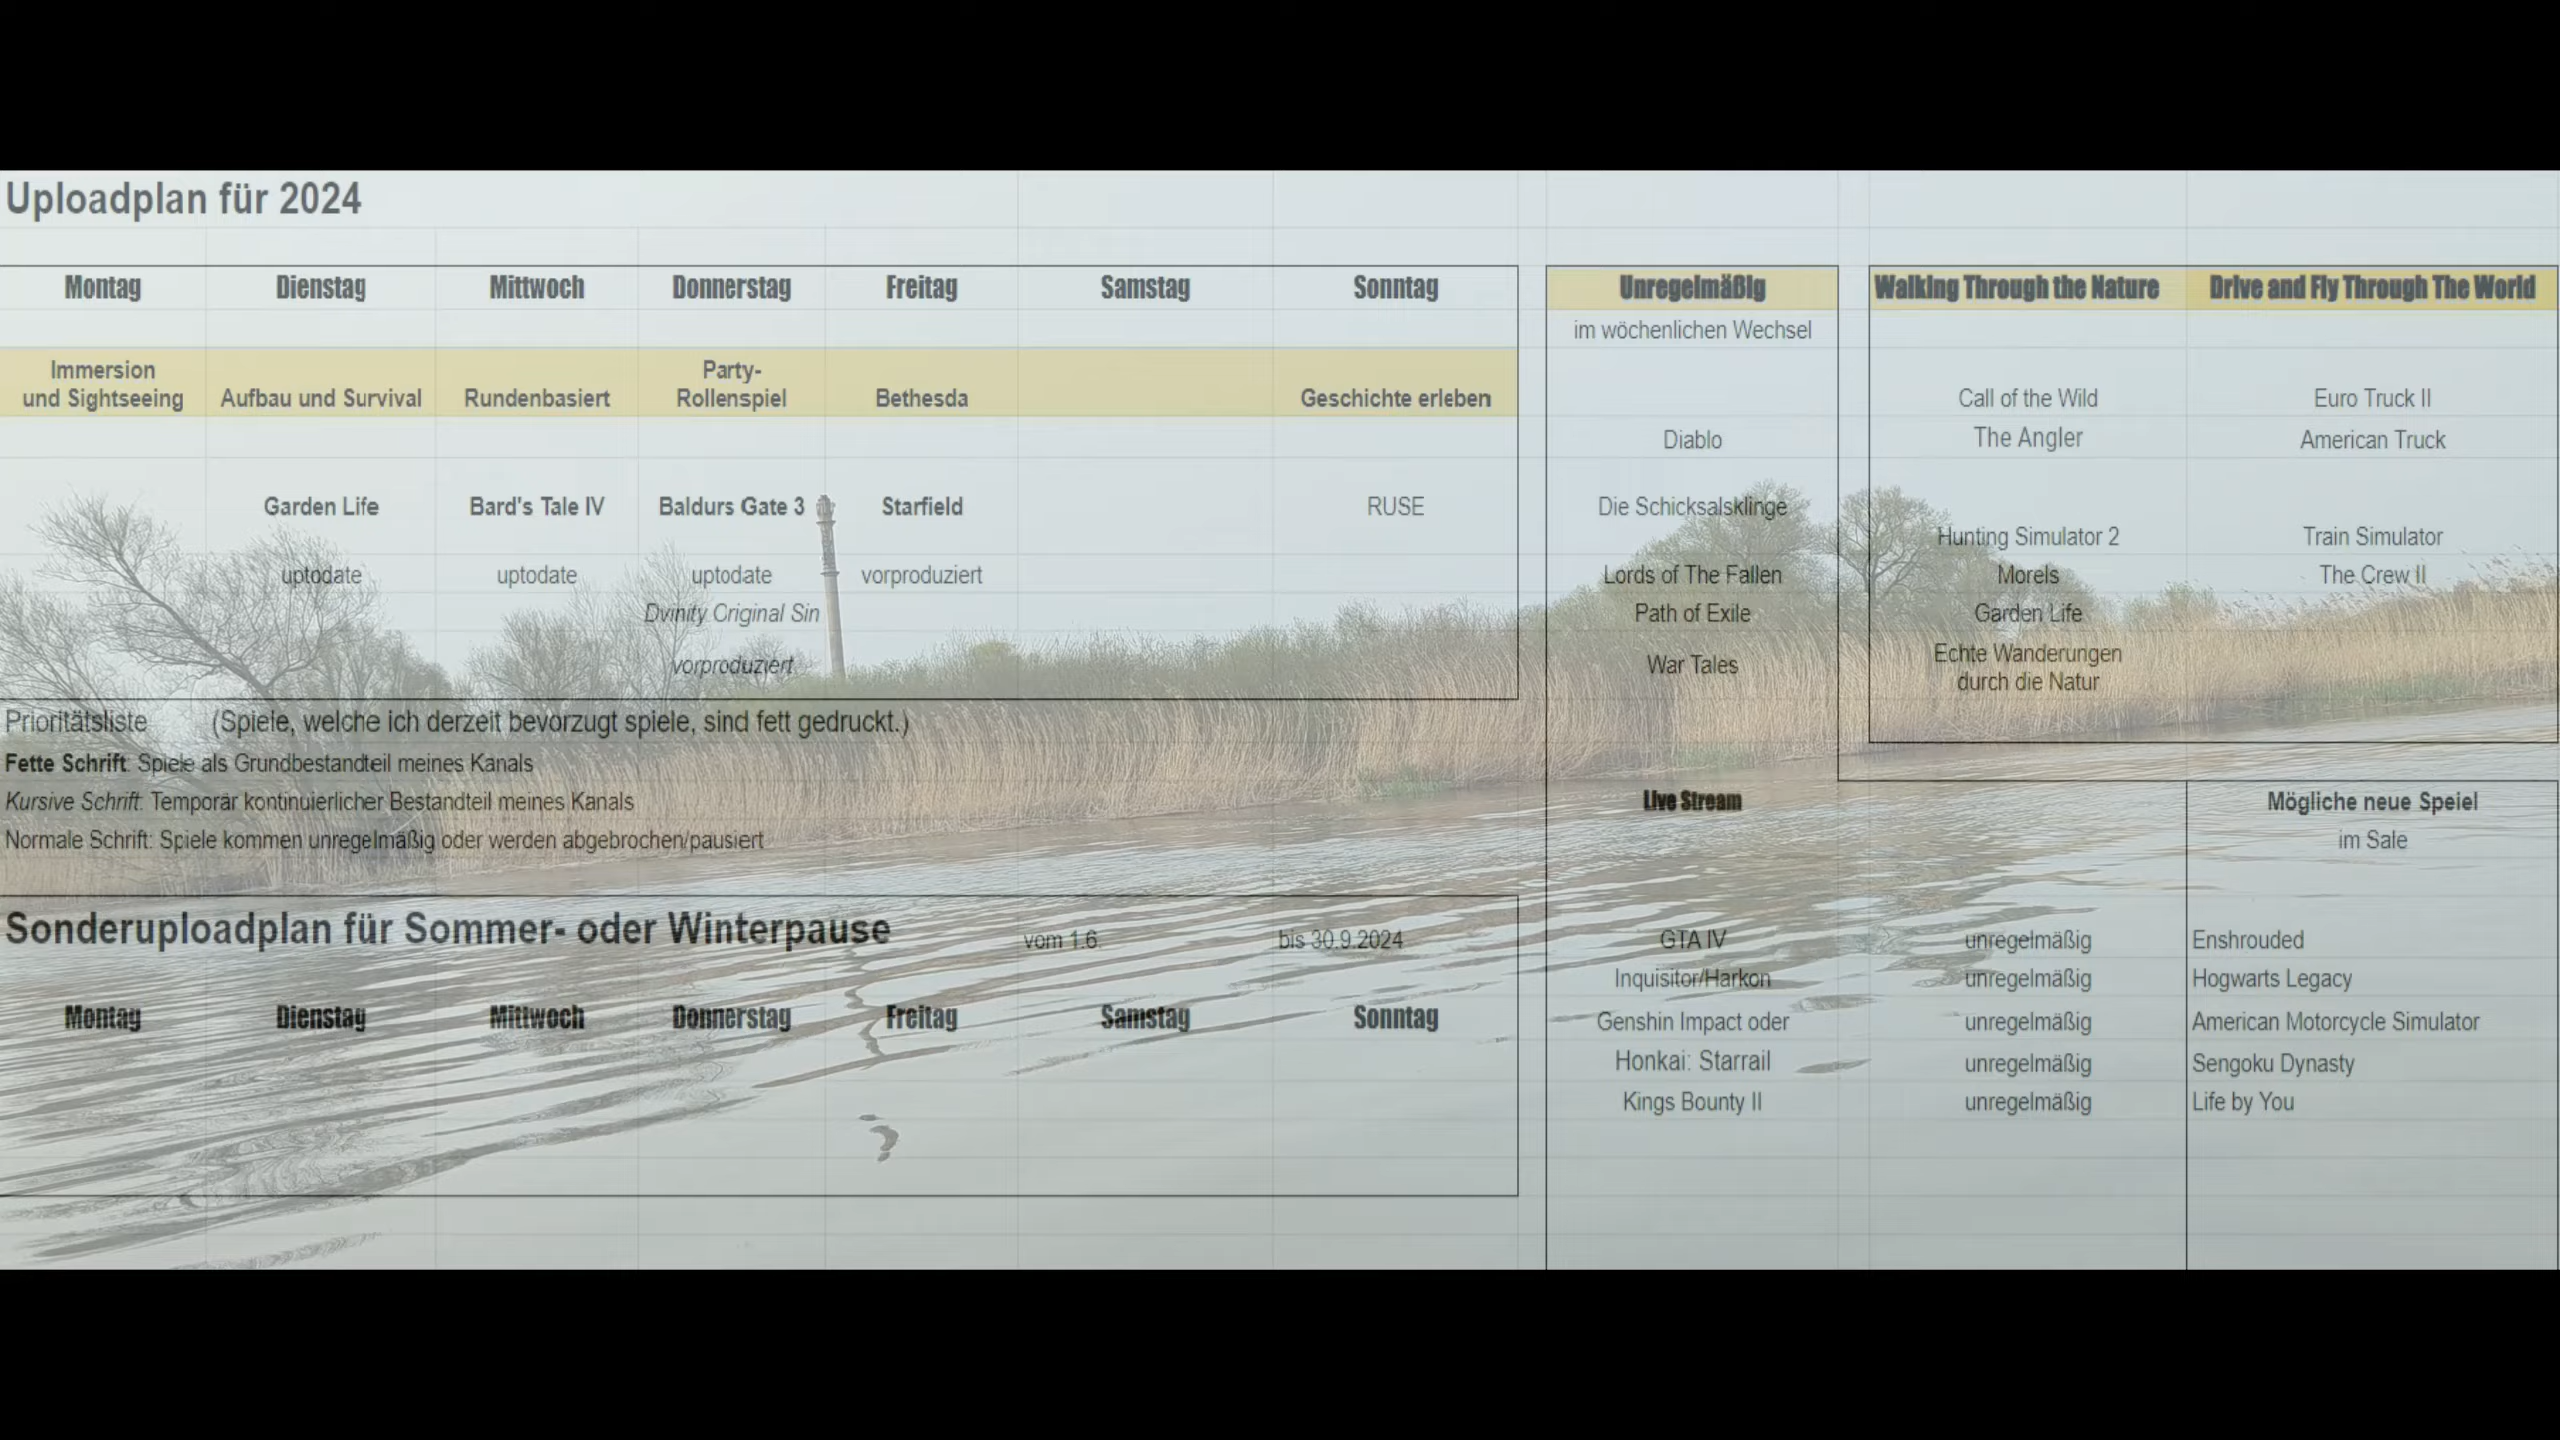 Uploadplan für 2024
Montag Dienstag Mittwoch Donnerstag Freitag Samstag Sonntag
Immersion und Sightseeing Aufbau und Survival Rundenbasiert Party-Rollenspiel Bethesda Geschichte erleben
Garden Life Bard's Tale IV Baldurs Gate 3 Starfield RUSE
uptodate uptodate uptodate vorproduziert
Dvinity Original Sin
vorproduziert
Prioritätsliste (Spiele, welche ich derzeit bevorzugt spiele, sind fett gedruckt.)
Fette Schrift: Spiele als Grundbestandteil meines Kanals
Kursive Schrift: Temporär kontinuierlicher Bestandteil meines Kanals
Normale Schrift: Spiele kommen unregelmäßig oder werden abgebrochen/pausiert
Sonderuploadplan für Sommer- oder Winterpause vom 1.6. bis 30.9.2024
Montag Dienstag Mittwoch Donnerstag Freitag Samstag Sonntag
Unregelmäßig
im wöchenlichen Wechsel
Diablo
Die Schicksalsklinge
Lords of The Fallen
Path of Exile
War Tales
Walking Through the Nature Drive and Fly Through The World
Call of the Wild Euro Truck II
The Angler American Truck
Hunting Simulator 2 Train Simulator
Morels The Crew II
Garden Life
Echte Wanderungen
durch die Natur
Live Stream
GTA IV unregelmäßig
Inquisitor/Harkon unregelmäßig
Genshin Impact oder unregelmäßig
Honkai: Starrail unregelmäßig
Kings Bounty II unregelmäßig
Mögliche neue Speiel
im Sale
Enshrouded
Hogwarts Legacy
American Motorcycle Simulator
Sengoku Dynasty
Life by You